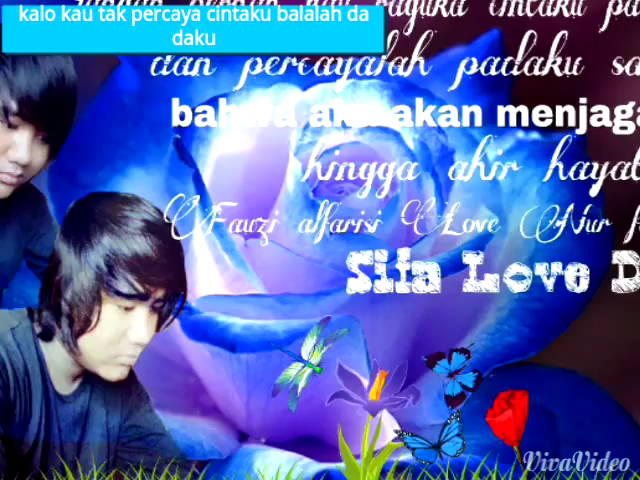 kalo kau tak percaya cintaku balalah da
daku
dan percayalah padaku sa
bahwa akan menjaga
hingga ahir hayat
Fauzi alfarisi Love Nur
Sifa Love D
VivaVideo